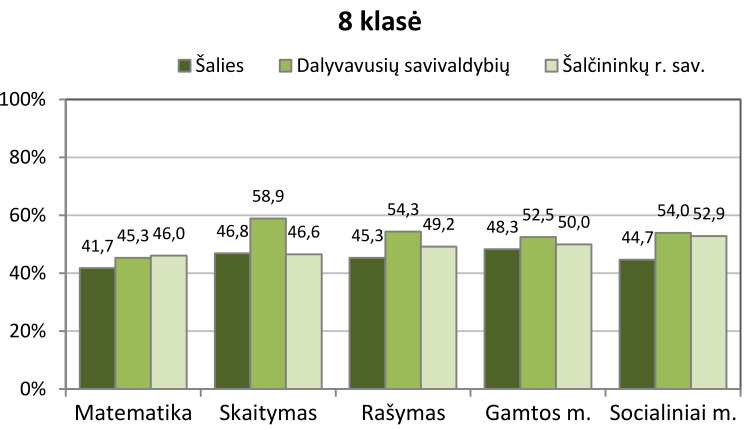 8 klasė
Šalies Dalyvavusių savivaldybių Šalčininkų r. sav.
100%
80%
60%
40%
20%
0%
41,7 45,3 46,0 46,8 58,9 46,6 45,3 54,3 49,2 48,3 52,5 50,0 44,7 54,0 52,9
Matematika Skaitymas Rašymas Gamtos m. Socialiniai m.